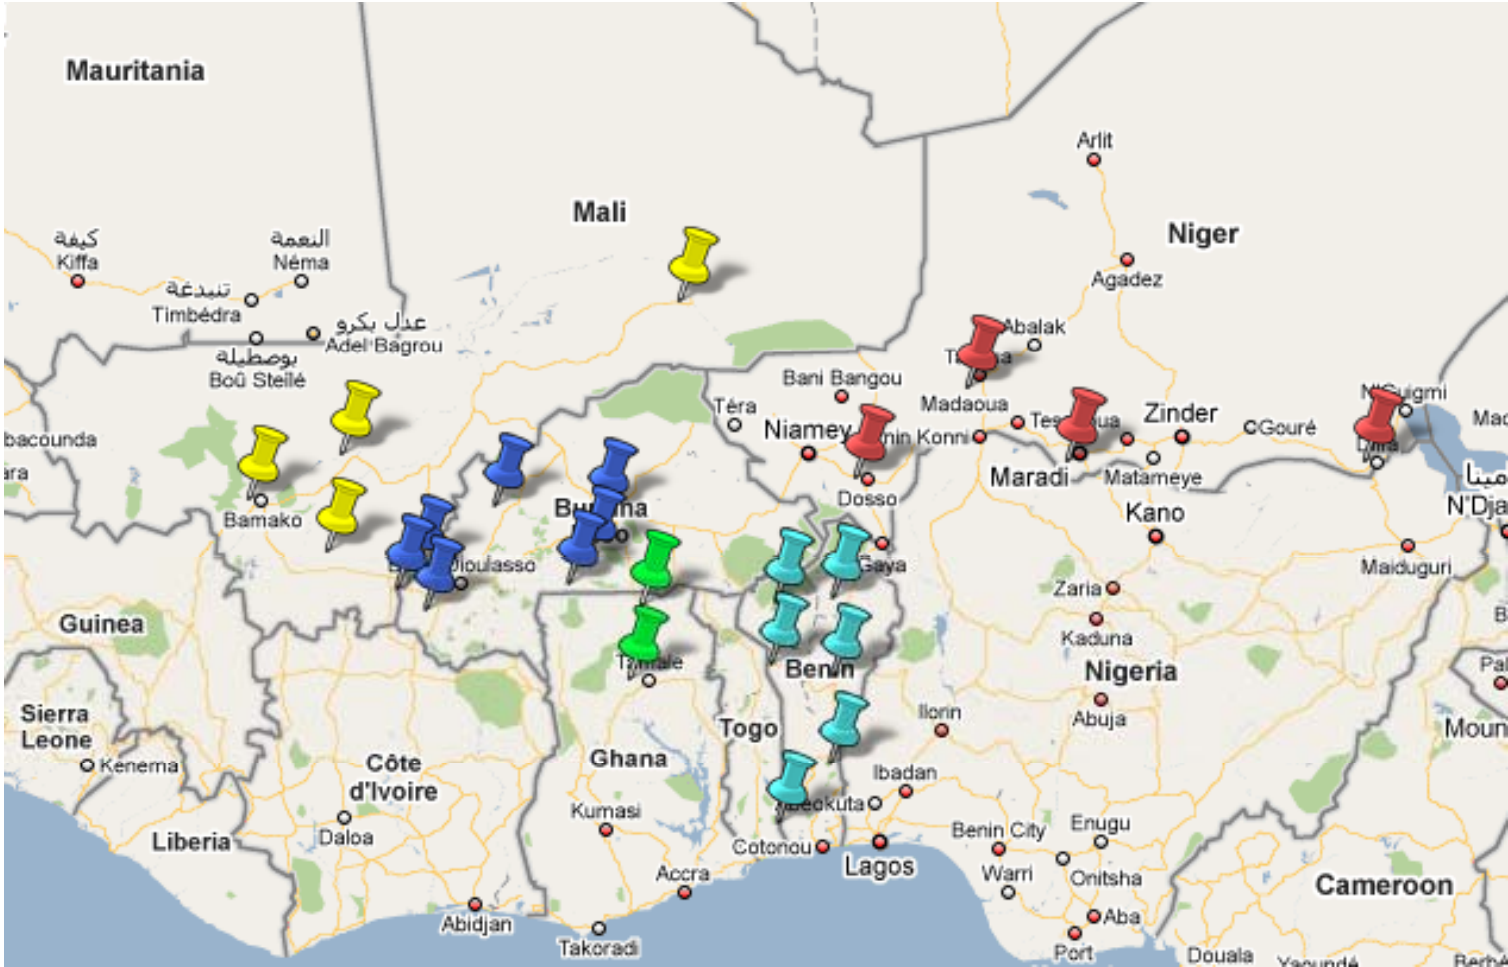 Mauritania
Arlit
Mali
Niger
كيفة
Kiffa
النعمة
Néma
Agadez
تنبدغة
Timbédra
عدل بكرو
Adel Bagrou
بوصطيلة
Boû Steïlé
Abalak
Bani Bangou
Madaoua
Téra
Niamey
Zinder
Gouré
bacounda
Maradi
Matameye
Dosso
Bamako
Kano
N'Dja
Gaya
Maiduguri
Dioulasso
Zaria
Guinea
Kaduna
Benin
Nigeria
Tamale
Sierra
Leone
Togo
Ilorin
Abuja
Moun
Kenema
Ghana
Côte
d'Ivoire
Ibadan
Kumasi
Daloa
Liberia
Benin City
Enugu
Cotonou
Lagos
Accra
Warri
Onitsha
Cameroon
Abidjan
Takoradi
Aba
Port
Douala